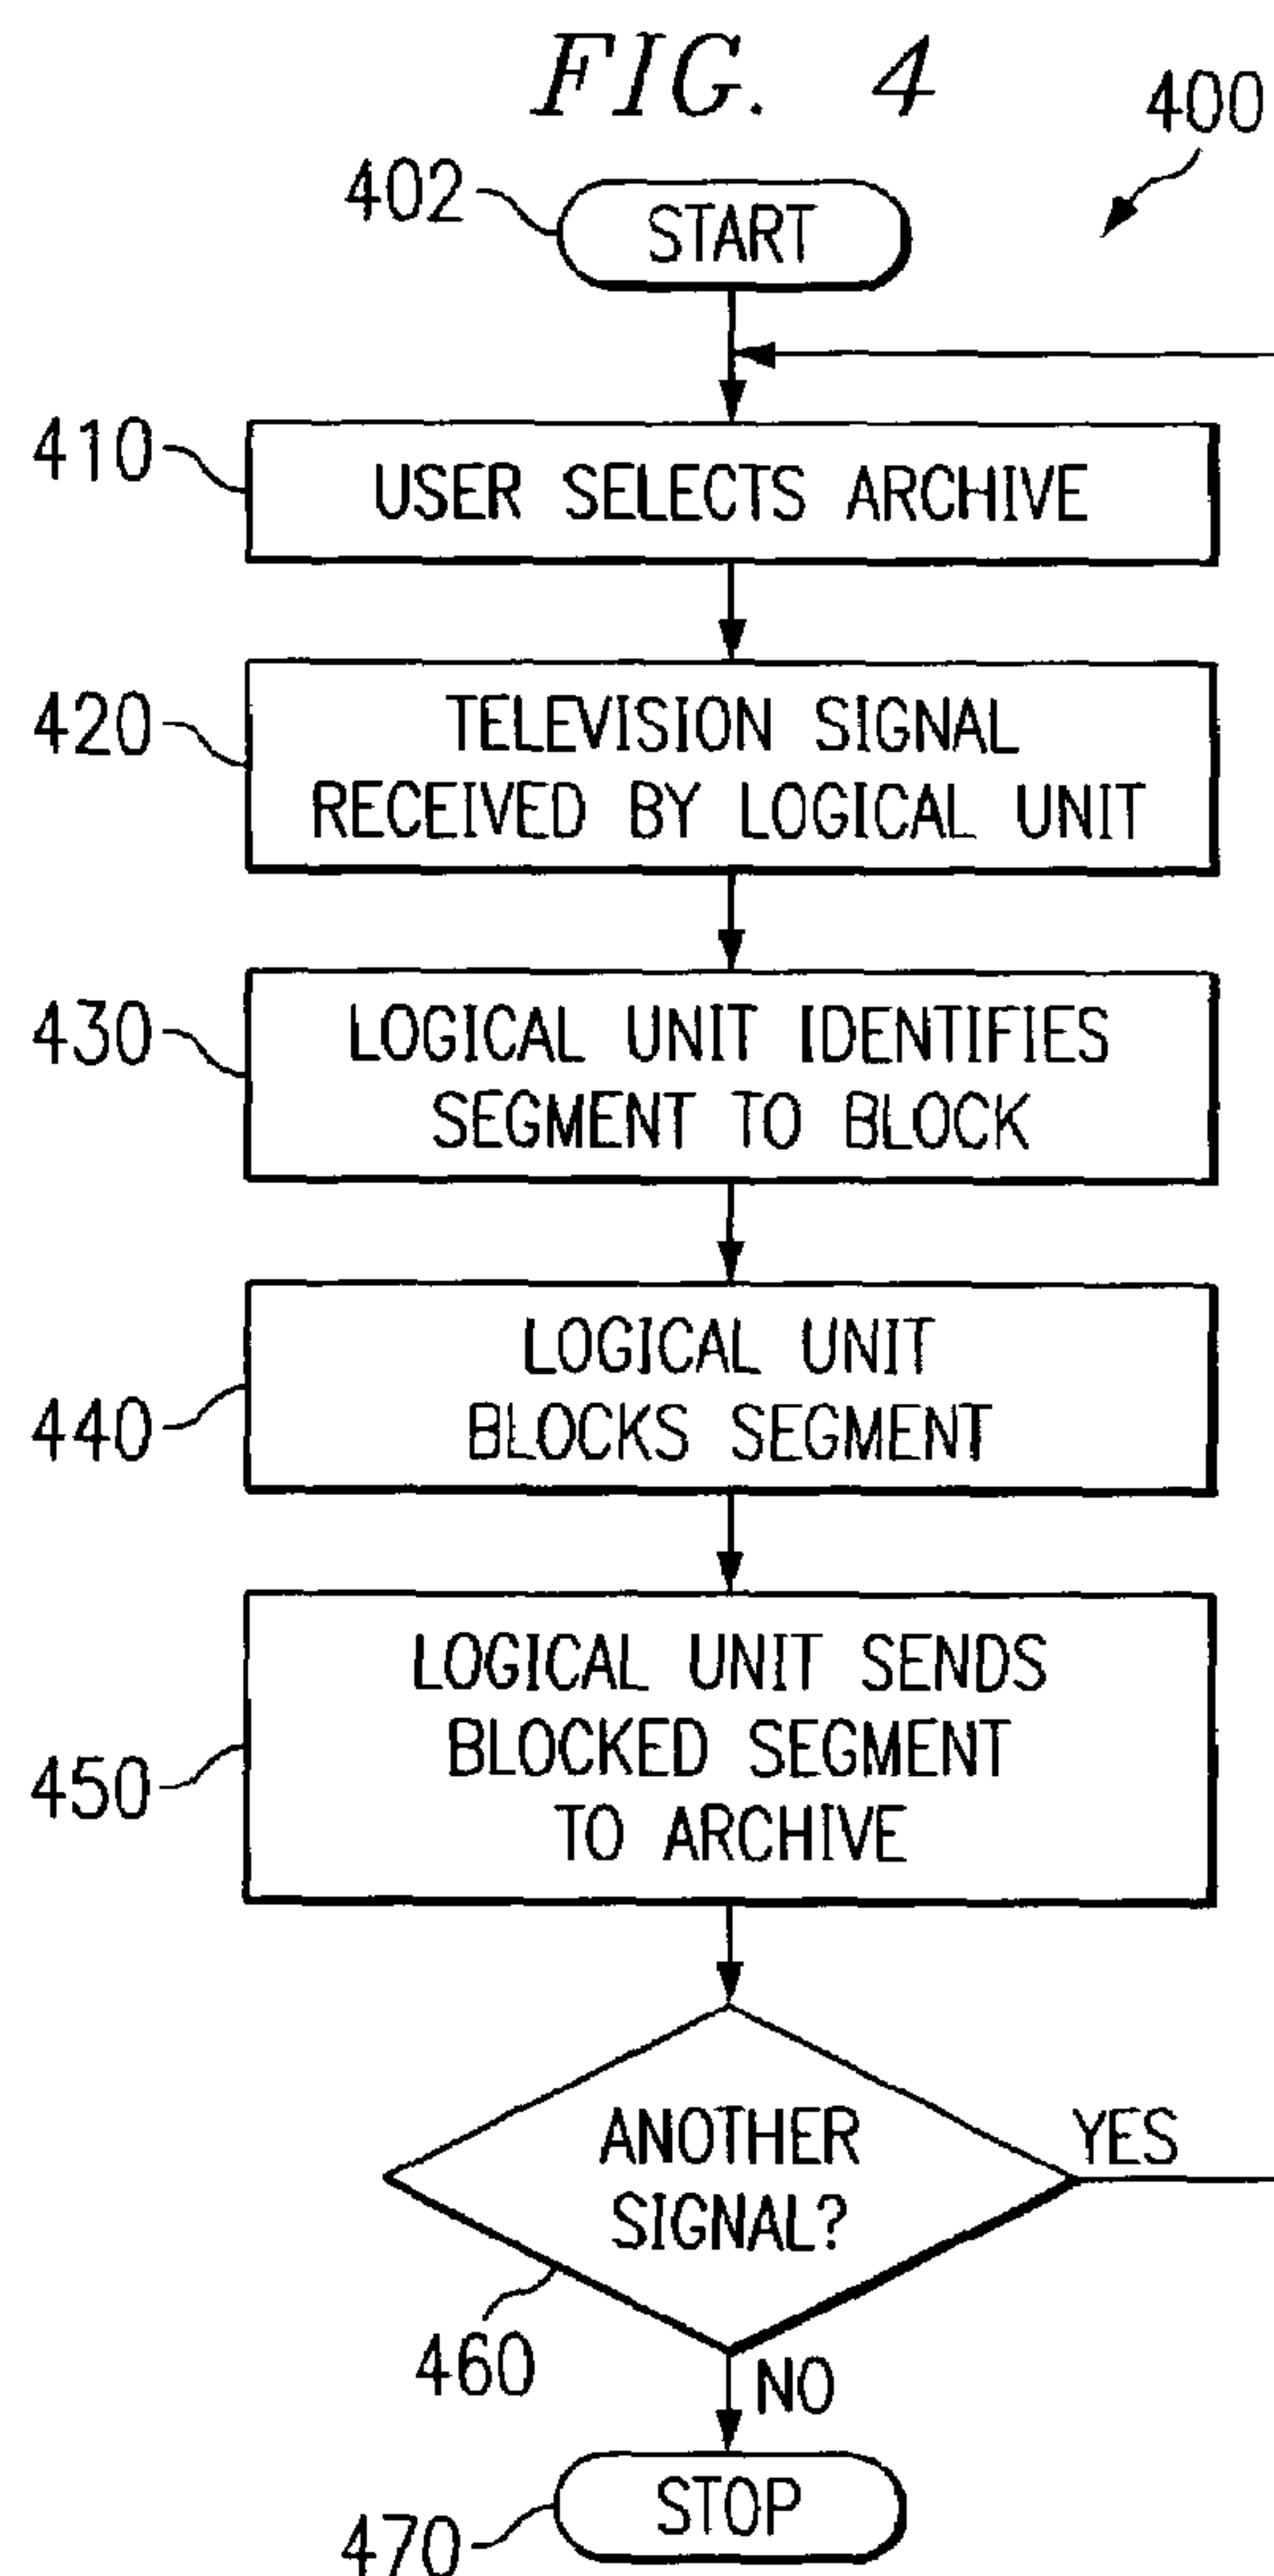 FIG. 4
400
402
START
410
USER SELECTS ARCHIVE
420
TELEVISION SIGNAL
RECEIVED BY LOGICAL UNIT
430
LOGICAL UNIT IDENTIFIES
SEGMENT TO BLOCK
440
LOGICAL UNIT
BLOCKS SEGMENT
450
LOGICAL UNIT SENDS
BLOCKED SEGMENT
TO ARCHIVE
ANOTHER
SIGNAL?
YES
460
NO
STOP
470